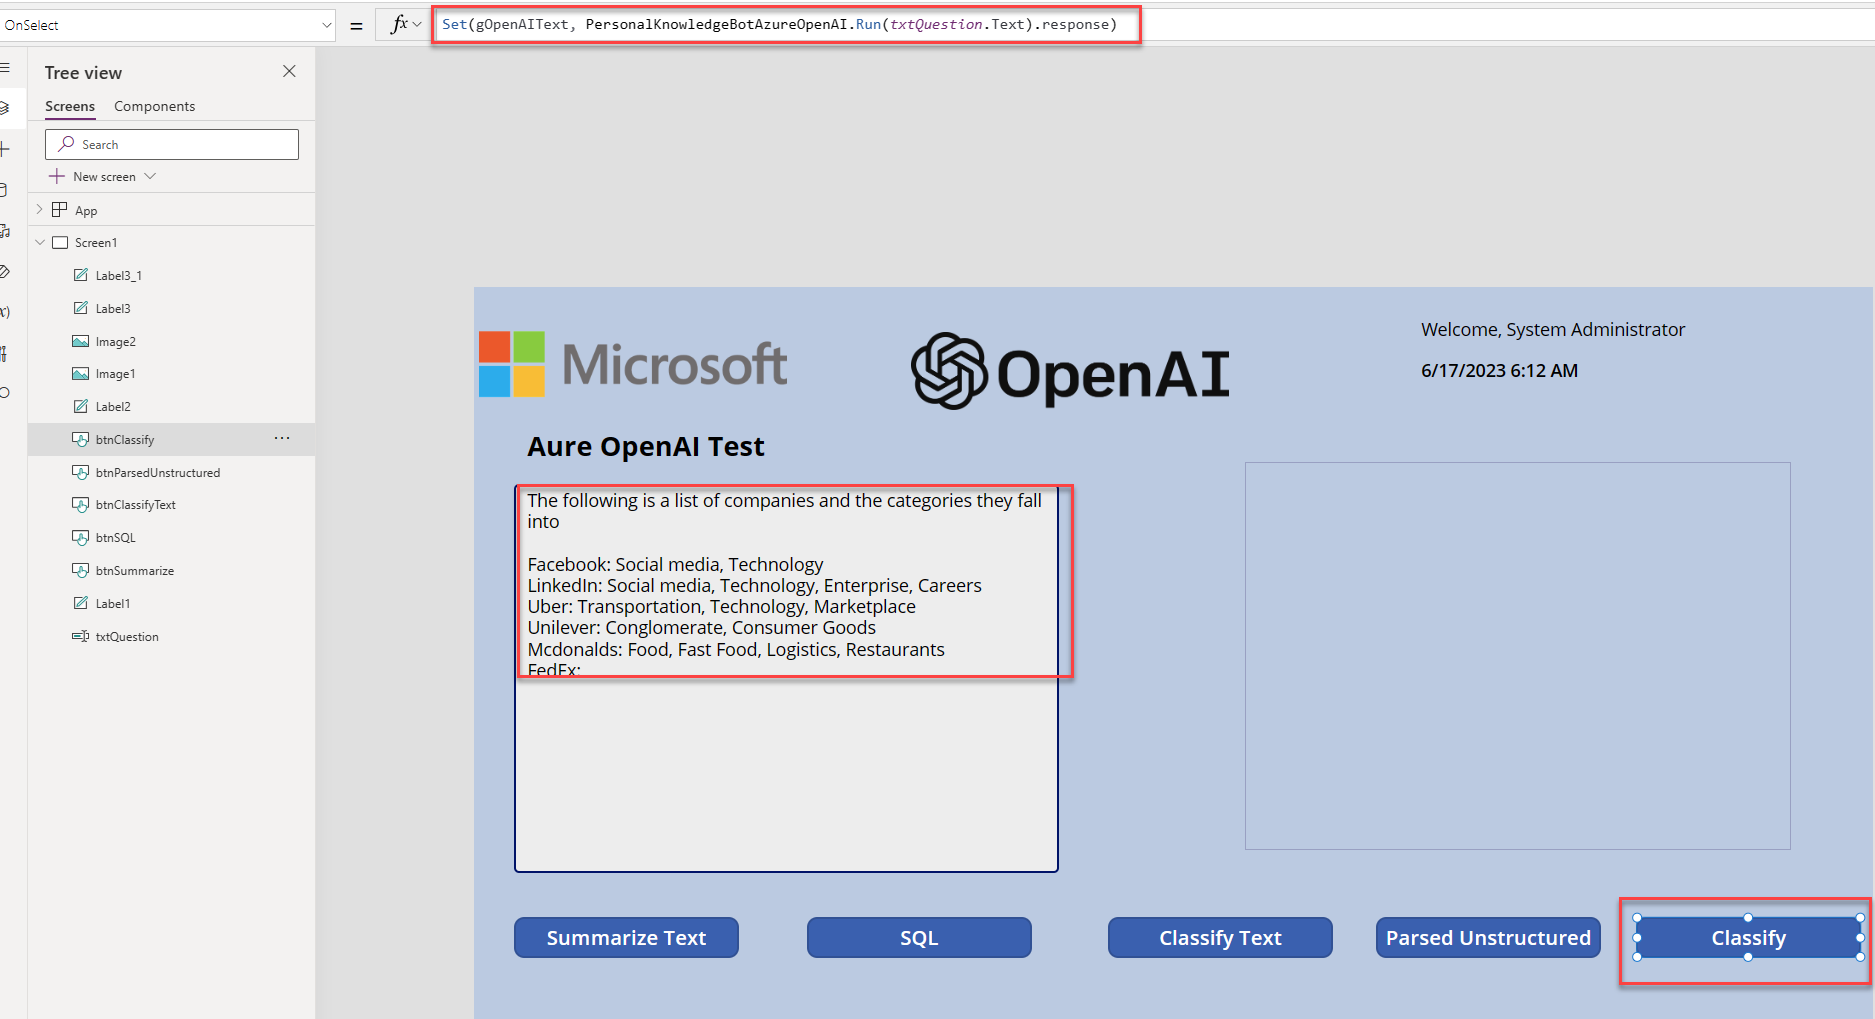 OnSelect
=
fx
Set(gOpenAIText, PersonalKnowledgeBotAzureOpenAI.Run(txtQuestion.Text).response)
Tree view
Screens
Components
Search
New screen
App
Screen1
Label3_1
Label3
Image2
Image1
Label2
btnClassify
...
btnParsedUnstructured
btnClassifyText
btnSQL
btnSummarize
Label1
txtQuestion
Microsoft
OpenAI
Welcome, System Administrator
6/17/2023 6:12 AM
Aure OpenAI Test
The following is a list of companies and the categories they fall
into
Facebook: Social media, Technology
LinkedIn: Social media, Technology, Enterprise, Careers
Uber: Transportation, Technology, Marketplace
Unilever: Conglomerate, Consumer Goods
Mcdonalds: Food, Fast Food, Logistics, Restaurants
FedEx:
Summarize Text
SQL
Classify Text
Parsed Unstructured
Classify